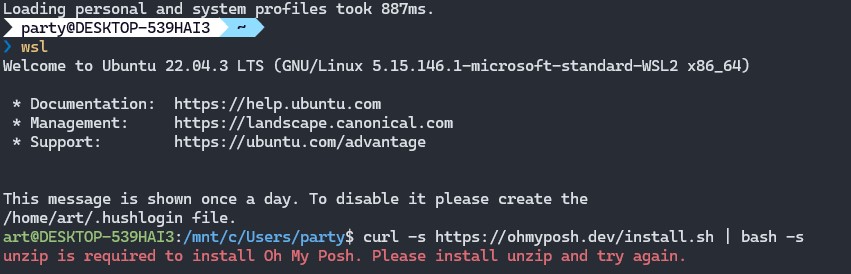 Loading personal and system profiles took 887ms.
party@DESKTOP-539HAI3 ~
❯ wsl
Welcome to Ubuntu 22.04.3 LTS (GNU/Linux 5.15.146.1-microsoft-standard-WSL2 x86_64)
* Documentation:  https://help.ubuntu.com
* Management:     https://landscape.canonical.com
* Support:        https://ubuntu.com/advantage
This message is shown once a day. To disable it please create the
/home/art/.hushlogin file.
art@DESKTOP-539HAI3:/mnt/c/Users/party$ curl -s https://ohmyposh.dev/install.sh | bash -s
unzip is required to install Oh My Posh. Please install unzip and try again.